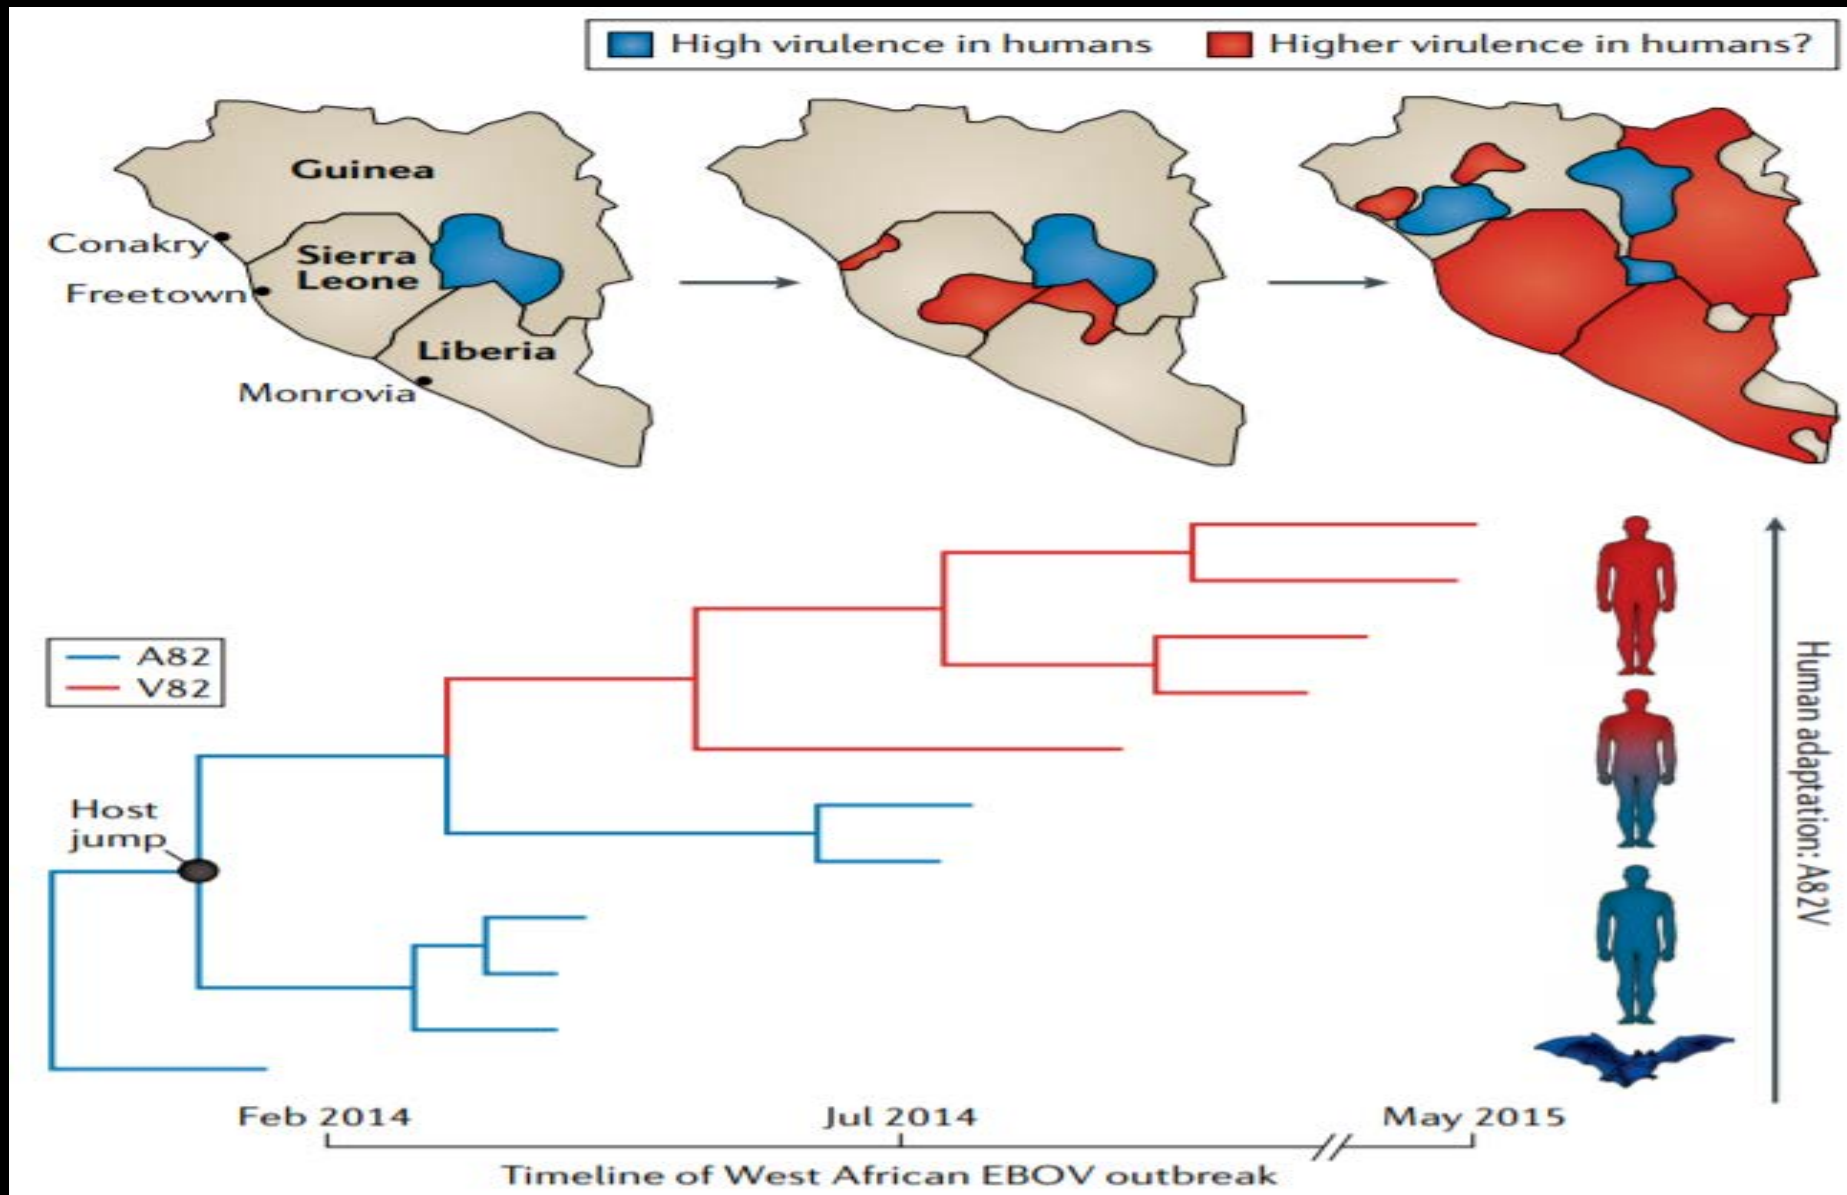 High virulence in humans
Higher virulence in humans?
Guinea
Conakry
Sierra
Leone
Freetown
Liberia
Monrovia
A82
V82
Host
jump
Human adaptation: A82V
Feb 2014
Jul 2014
May 2015
Timeline of West African EBOV outbreak